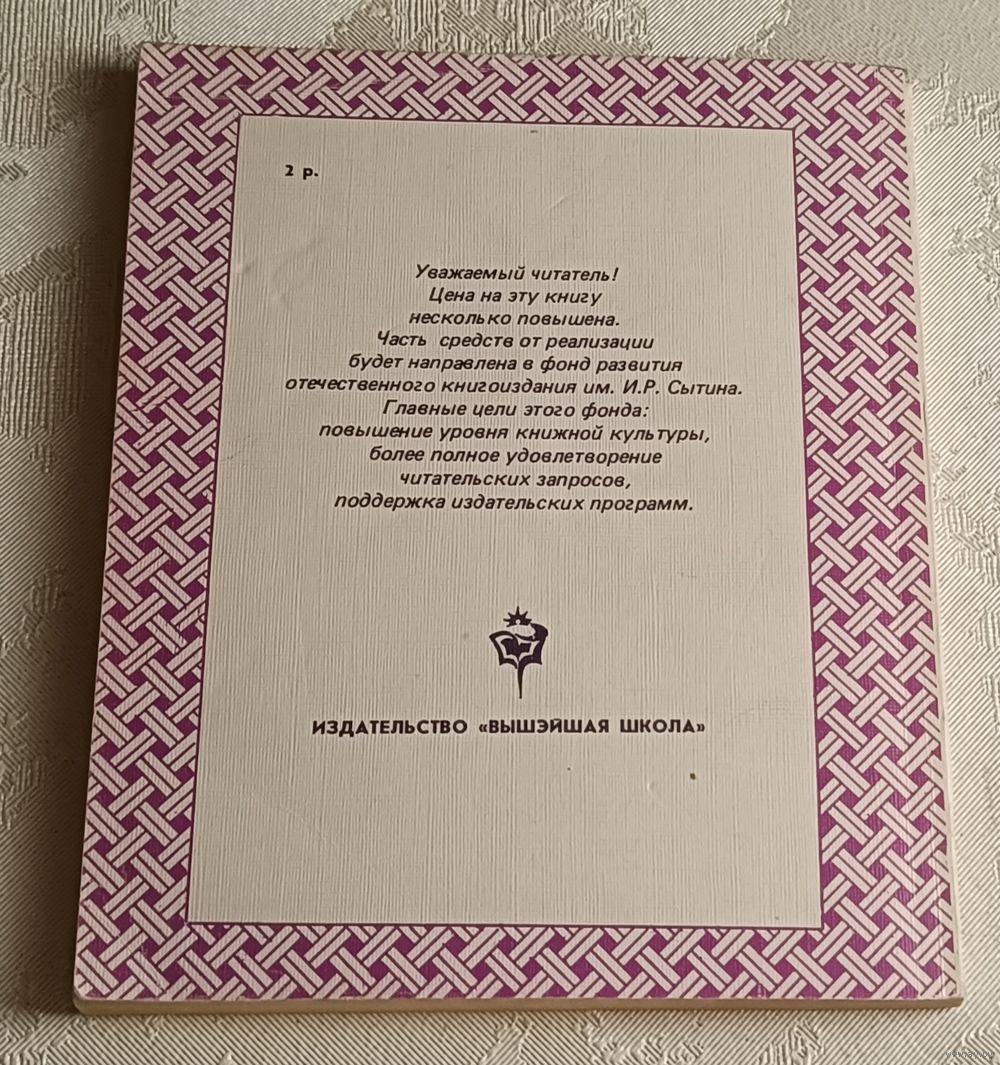 2 р.
Уважаемый читатель!
Цена на эту книгу
несколько повышена.
Часть средств от реализации
будет направлена в фонд развития
отечественного книгоиздания им. И.Р. Сытина.
Главные цели этого фонда:
повышение уровня книжной культуры,
более полное удовлетворение
читательских запросов,
поддержка издательских программ.
ИЗДАТЕЛЬСТВО «ВЫШЭЙШАЯ ШКОЛА»